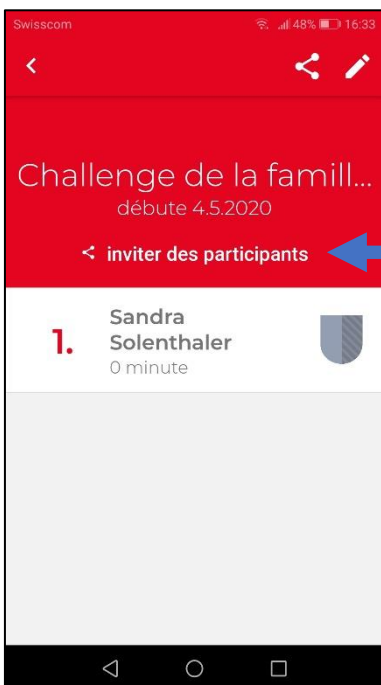 Swisscom 48% 16:33
Challenge de la famill...
débute 4.5.2020
inviter des participants
1. Sandra
Solenthaler
0 minute